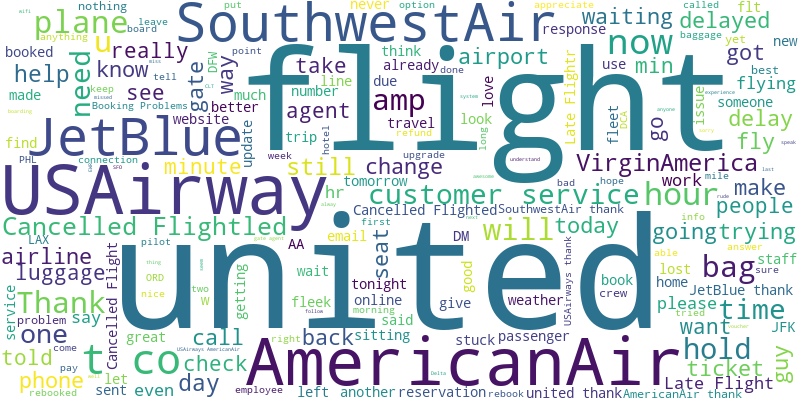 nothing
plane
SouthwestAir
never
option
appreciate
called
flt
waiting
delayed
response
new
board
leave
baggage
yet
anything
booked
u
really
flight
now
airport
min
got
help
need
know
gate
way
DFW
take
think
already
due
use
best
flying
see
agent
amp
line
number
love
made
keep
Booking Problems
better
much
website
trip
travel
look
Late Flightr
fleet
DCA
go
issue
someone
delay
JetBlue
update
hotel
refund
fly
find
PHL
connection
minute
still
change
VirginAmerica
week
upgrade
understand
USAirway
hr
tomorrow
bad
hope
work
mile
make
customer service
hour
people
Cancelled Flighted
SouthwestAir thank
info
Cancelled Flightled
will
today
going
trying
first
LAX
pilot
email
DM
answer
airline
AA
seat
good
able
staff
luggage
ORD
wait
tonight
united
lost
bag
home
sure
nice
two
getting
fleek
online
give
weather
book
crew
JetBlue thank
Thank
Cancelled Flight
morning
USAirways thank
please
time
service
problem
say
great
said
sitting
stuck
passenger
tried
want
JFK
one
come
t co
call
back
right
AmericanAir
hold
guy
told
check
ticket
phone
pay
let
day
Late Flight
rebooked
sent
even
employee
left
another
reservation
rebook
united thank
AmericanAir thank
Delta